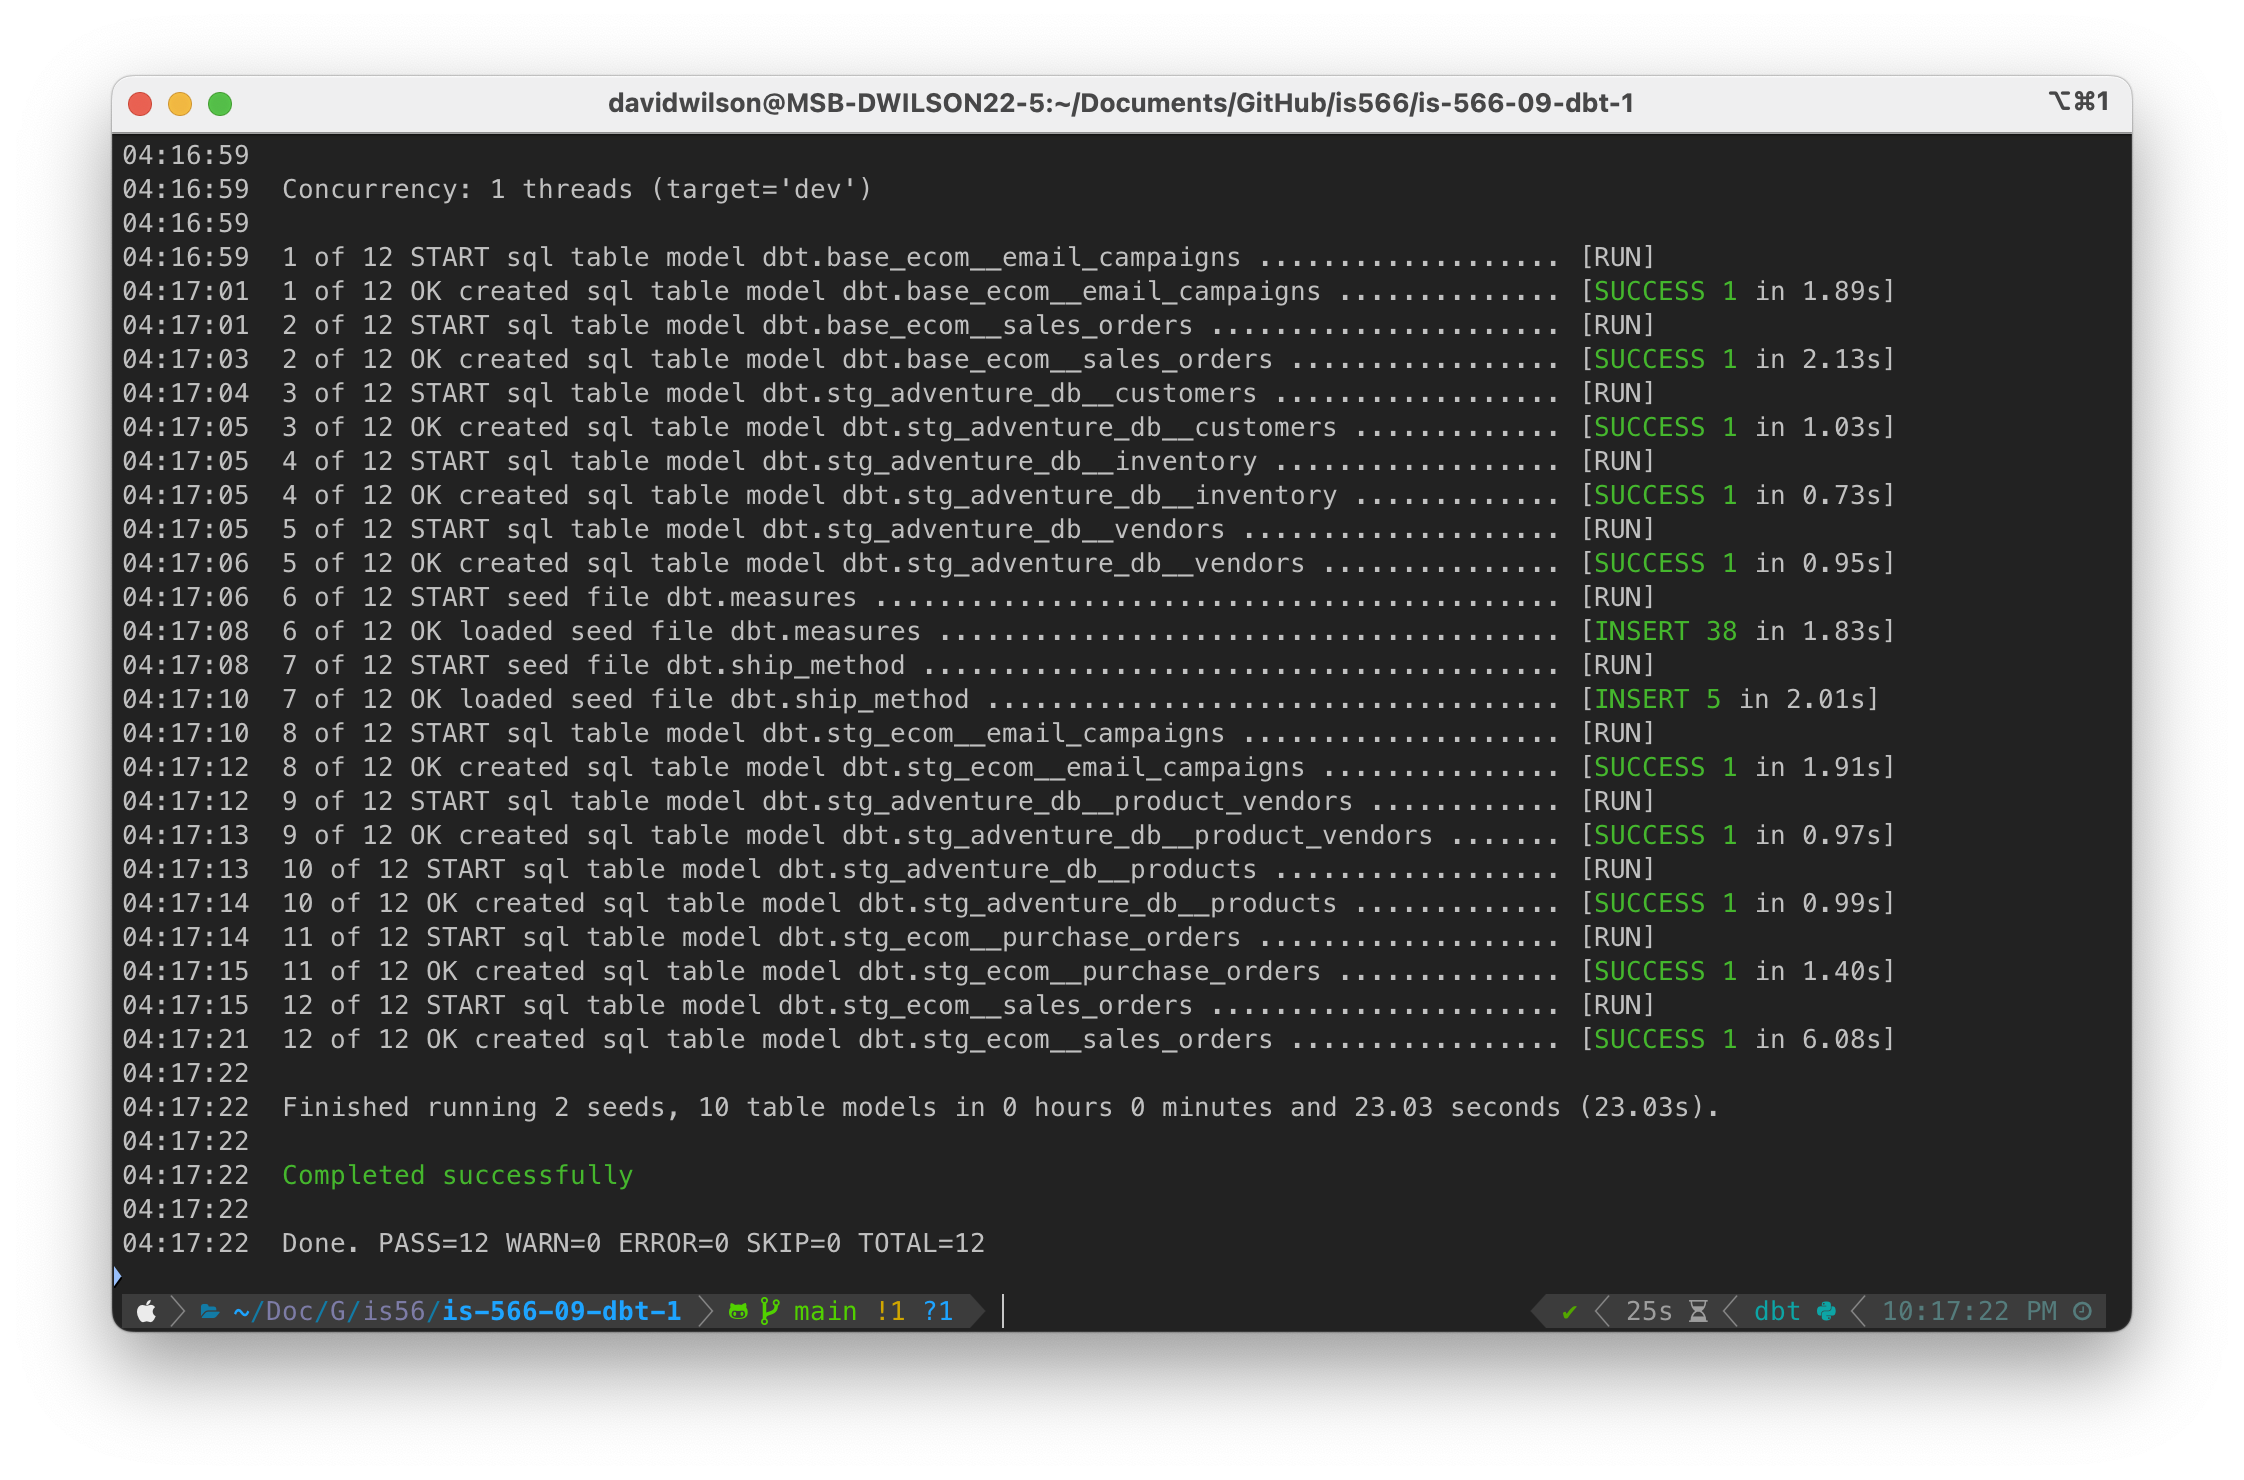 davidwilson@MSB-DWILSON22-5:~/Documents/GitHub/is566/is-566-09-dbt-1 ⌥⌘1
04:16:59
04:16:59  Concurrency: 1 threads (target='dev')
04:16:59
04:16:59  1 of 12 START sql table model dbt.base_ecom__email_campaigns ................... [RUN]
04:17:01  1 of 12 OK created sql table model dbt.base_ecom__email_campaigns .............. [SUCCESS 1 in 1.89s]
04:17:01  2 of 12 START sql table model dbt.base_ecom__sales_orders ...................... [RUN]
04:17:03  2 of 12 OK created sql table model dbt.base_ecom__sales_orders ................. [SUCCESS 1 in 2.13s]
04:17:04  3 of 12 START sql table model dbt.stg_adventure_db__customers .................. [RUN]
04:17:05  3 of 12 OK created sql table model dbt.stg_adventure_db__customers ............. [SUCCESS 1 in 1.03s]
04:17:05  4 of 12 START sql table model dbt.stg_adventure_db__inventory .................. [RUN]
04:17:05  4 of 12 OK created sql table model dbt.stg_adventure_db__inventory ............. [SUCCESS 1 in 0.73s]
04:17:05  5 of 12 START sql table model dbt.stg_adventure_db__vendors .................... [RUN]
04:17:06  5 of 12 OK created sql table model dbt.stg_adventure_db__vendors ............... [SUCCESS 1 in 0.95s]
04:17:06  6 of 12 START seed file dbt.measures ........................................... [RUN]
04:17:08  6 of 12 OK loaded seed file dbt.measures ....................................... [INSERT 38 in 1.83s]
04:17:08  7 of 12 START seed file dbt.ship_method ........................................ [RUN]
04:17:10  7 of 12 OK loaded seed file dbt.ship_method .................................... [INSERT 5 in 2.01s]
04:17:10  8 of 12 START sql table model dbt.stg_ecom__email_campaigns .................... [RUN]
04:17:12  8 of 12 OK created sql table model dbt.stg_ecom__email_campaigns ............... [SUCCESS 1 in 1.91s]
04:17:12  9 of 12 START sql table model dbt.stg_adventure_db__product_vendors ............ [RUN]
04:17:13  9 of 12 OK created sql table model dbt.stg_adventure_db__product_vendors ....... [SUCCESS 1 in 0.97s]
04:17:13  10 of 12 START sql table model dbt.stg_adventure_db__products .................. [RUN]
04:17:14  10 of 12 OK created sql table model dbt.stg_adventure_db__products ............. [SUCCESS 1 in 0.99s]
04:17:14  11 of 12 START sql table model dbt.stg_ecom__purchase_orders ................... [RUN]
04:17:15  11 of 12 OK created sql table model dbt.stg_ecom__purchase_orders .............. [SUCCESS 1 in 1.40s]
04:17:15  12 of 12 START sql table model dbt.stg_ecom__sales_orders ...................... [RUN]
04:17:21  12 of 12 OK created sql table model dbt.stg_ecom__sales_orders ................. [SUCCESS 1 in 6.08s]
04:17:22
04:17:22  Finished running 2 seeds, 10 table models in 0 hours 0 minutes and 23.03 seconds (23.03s).
04:17:22
04:17:22  Completed successfully
04:17:22
04:17:22  Done. PASS=12 WARN=0 ERROR=0 SKIP=0 TOTAL=12
~/Doc/G/is56/is-566-09-dbt-1 main !1 ?1 ✔ 25s dbt 10:17:22 PM